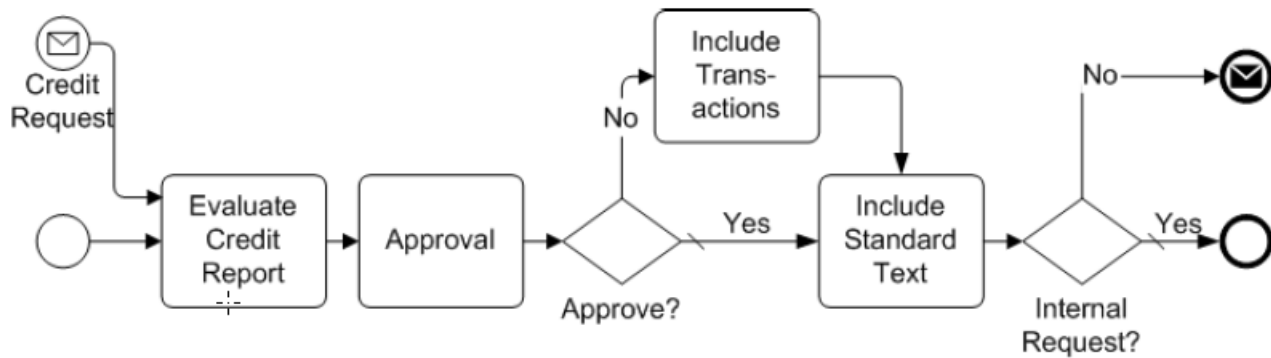 Credit
Request
Evaluate
Credit
Report
Approval
Approve?
No
Yes
Include
Trans-
actions
Include
Standard
Text
Internal
Request?
No
Yes